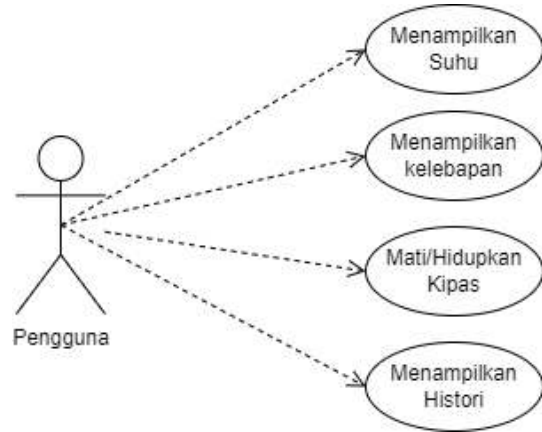 Menampilkan
Suhu
Menampilkan
kelebapan
Mati/Hidupkan
Kipas
Pengguna
Menampilkan
Histori